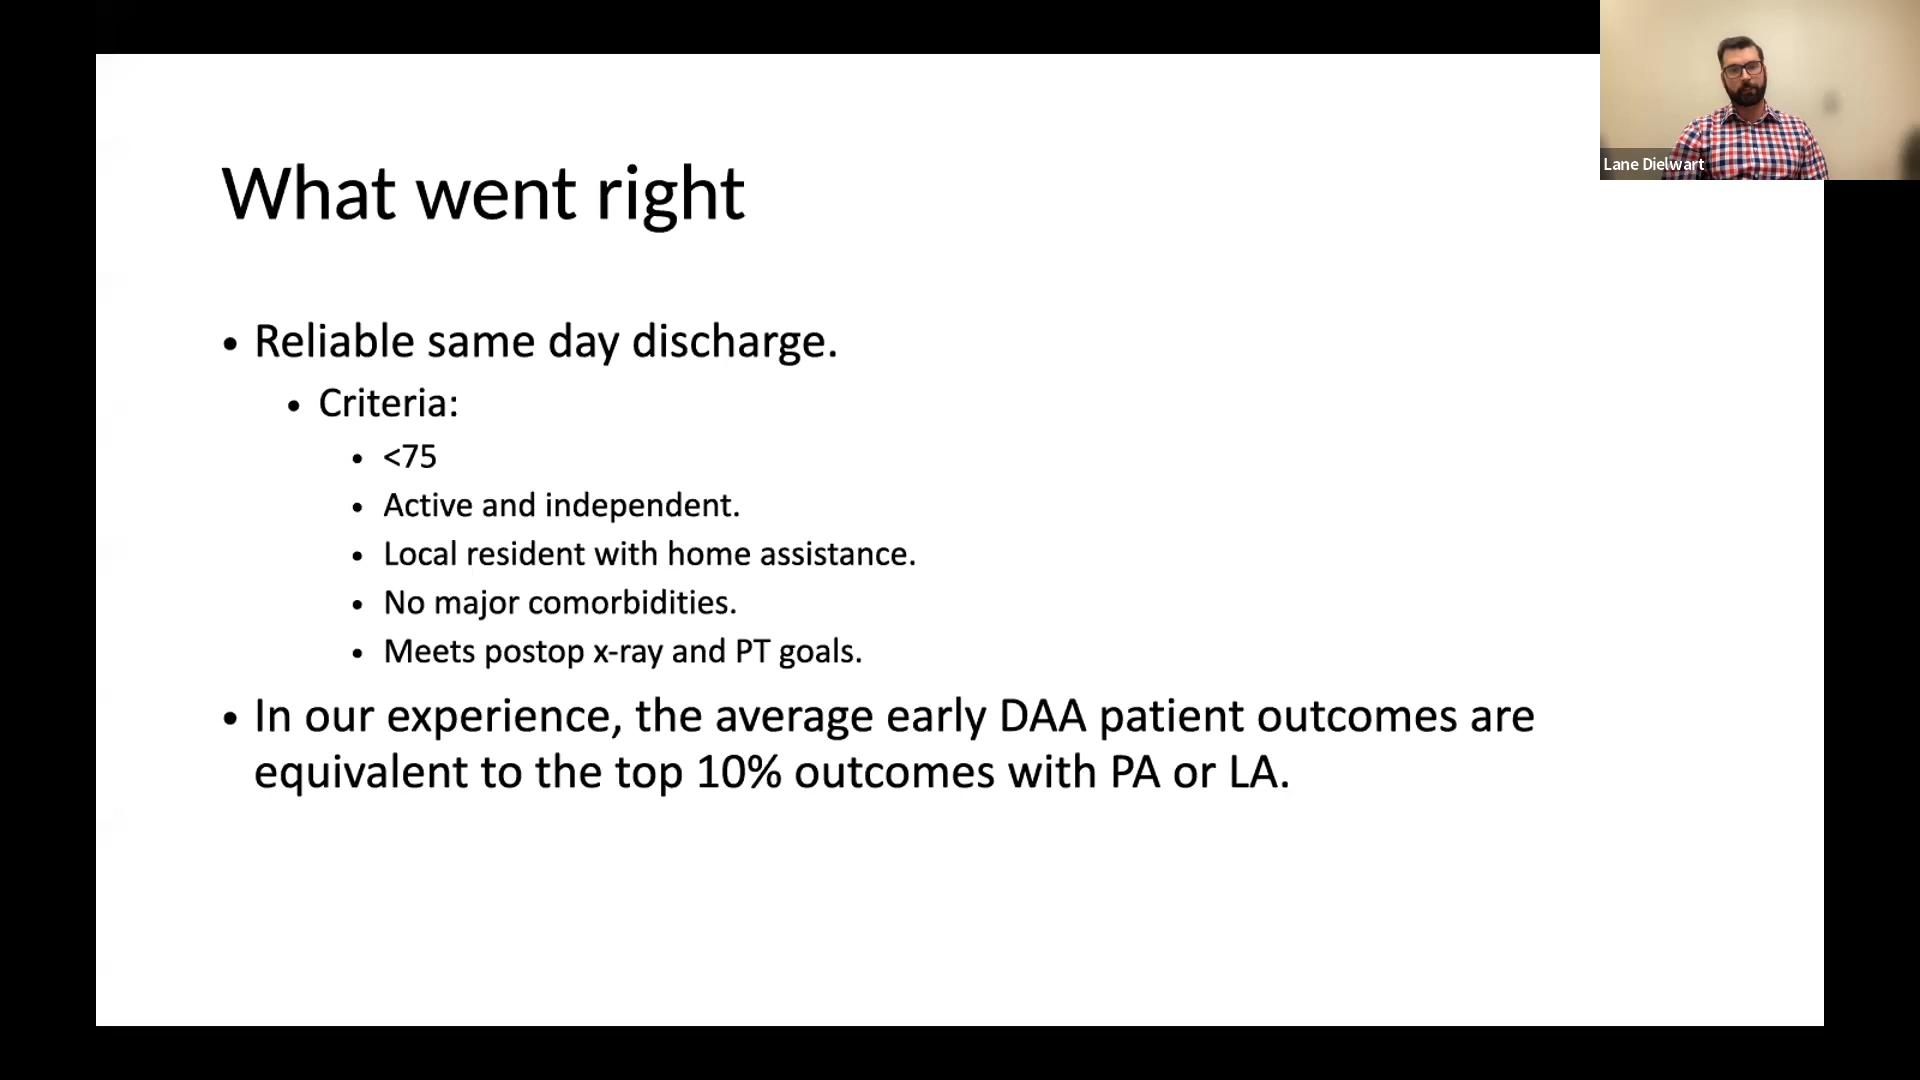 Lane Dielwart
What went right
• Reliable same day discharge.
• Criteria:
• <75
• Active and independent.
• Local resident with home assistance.
• No major comorbidities.
• Meets postop x-ray and PT goals.
• In our experience, the average early DAA patient outcomes are
equivalent to the top 10% outcomes with PA or LA.